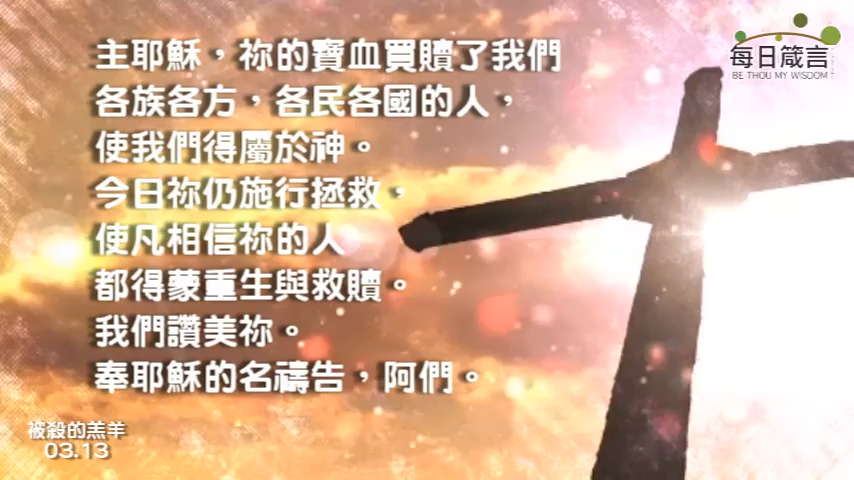 每日箴言
BE THOU MY WISDOM
主耶穌，祢的寶血買贖了我們
各族各方，各民各國的人，
使我們得屬於神。
今日祢仍施行拯救，
使凡相信祢的人
都得蒙重生與救贖。
我們讚美祢。
奉耶穌的名禱告，阿們。
被殺的羔羊
03.13